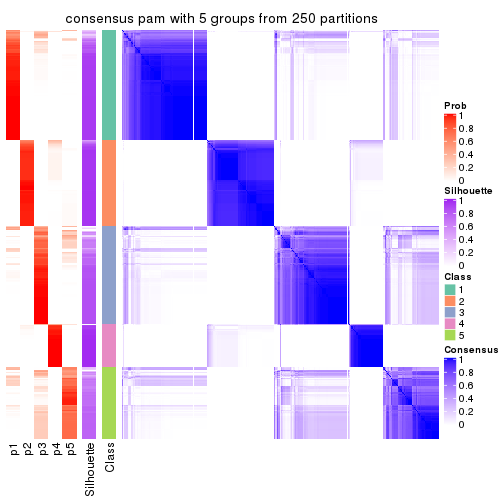 consensus pam with 5 groups from 250 partitions
Prob
1
0.8
0.6
0.4
0.2
0
Silhouette
1
0.8
0.6
0.4
0.2
0
Class
1
2
3
4
5
Consensus
1
0.8
0.6
0.4
0.2
0
p1
p2
p3
p4
p5
Silhouette
Class